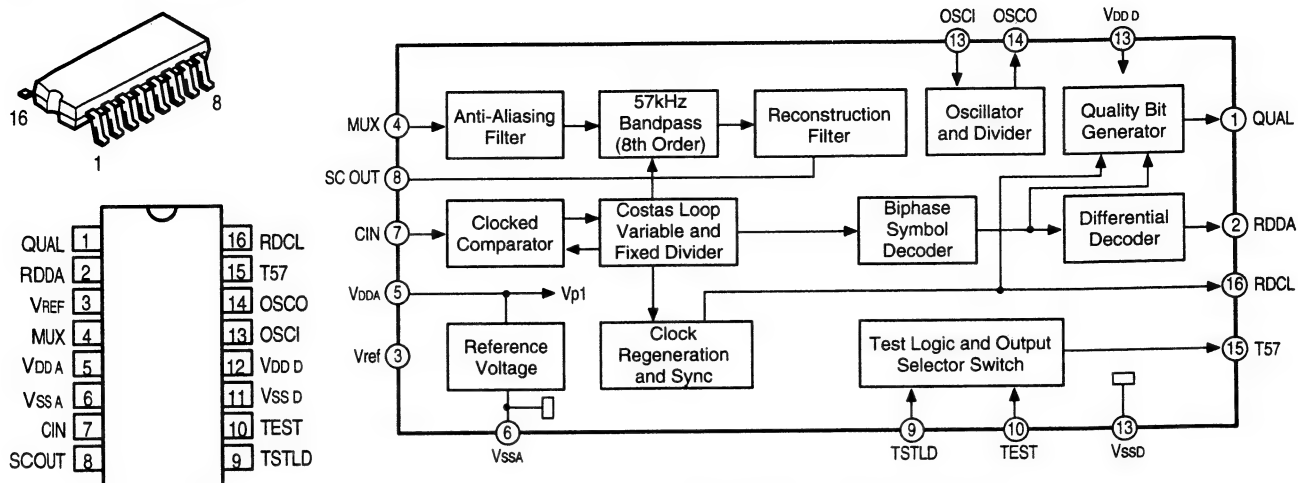 16
8
1
QUAL 1
RDDA 2
VREF 3
MUX 4
VDD A 5
VSS A 6
CIN 7
SCOUT 8
16 RDCL
15 T57
14 OSCO
13 OSCI
12 VDD D
11 VSS D
10 TEST
9 TSTLD
OSCI
13
OSCO
14
VDD D
13
MUX 4
Anti-Aliasing
Filter
57kHz
Bandpass
(8th Order)
Reconstruction
Filter
Oscillator
and Divider
Quality Bit
Generator
1 QUAL
SC OUT 8
CIN 7
Clocked
Comparator
Costas Loop
Variable and
Fixed Divider
Biphase
Symbol
Decoder
Differential
Decoder
2 RDDA
VDDA 5
Vp1
16 RDCL
Vref 3
Reference
Voltage
Clock
Regeneration
and Sync
Test Logic and Output
Selector Switch
15 T57
6
VSSA
9
TSTLD
10
TEST
13
VSSD